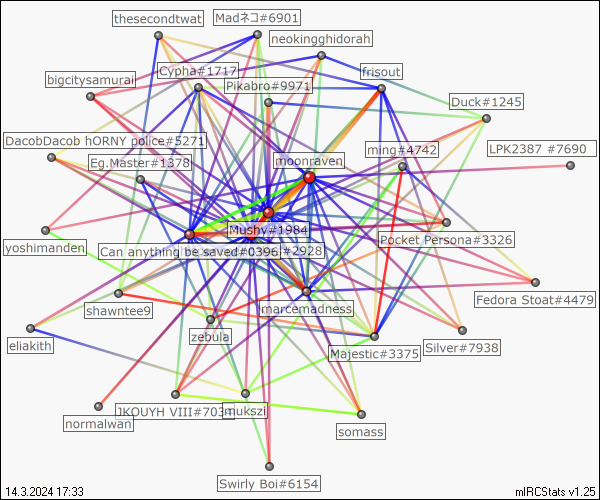 thesecondtwat
Madネコ#6901
neokingghidorah
bigcitysamurai
Cypha#1717
Pikabro#9971
frisout
Duck#1245
DacobDacob hORNY police#5271
Eg.Master#1378
moonraven
ming#4742
LPK2387 #7690
yoshimanden
Mushy#1984
Can anything be saved#0396
#2928
Pocket Persona#3326
shawntee9
marcemadness
Fedora Stoat#4479
eliakith
zebula
Majestic#3375
Silver#7938
normalwan
JKOUYH VIII#7034
mukszi
somass
Swirly Boi#6154
14.3.2024 17:33
mIRCStats v1.25